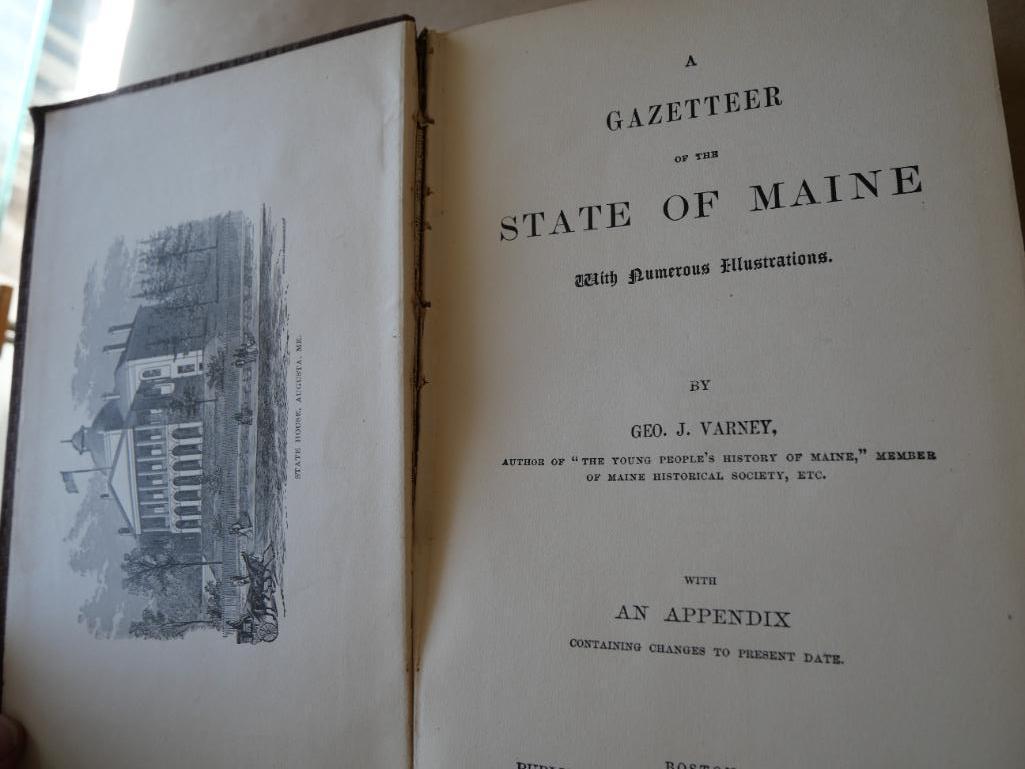 STATE HOUSE, AUGUSTA, ME.
A
GAZETTEER
OF THE
STATE OF MAINE
With Numerous Illustrations.
BY
GEO. J. VARNEY,
AUTHOR OF "THE YOUNG PEOPLE'S HISTORY OF MAINE," MEMBER
OF MAINE HISTORICAL SOCIETY, ETC.
WITH
AN APPENDIX
CONTAINING CHANGES TO PRESENT DATE.
BOSTON